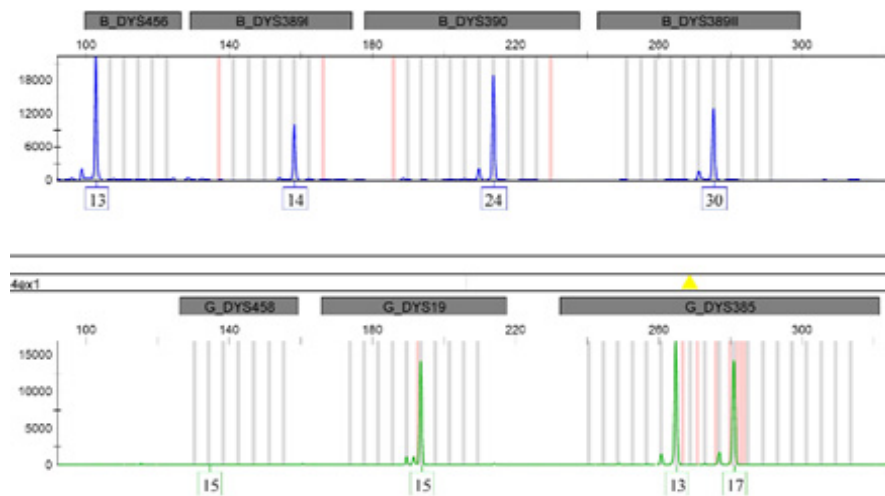 B_DYS456 B_DYS389I B_DYS390 B_DYS389II
100 140 180 220 260 300
18000
12000
6000
0
13 14 24 30
4ex1
G_DYS458 G_DYS19 G_DYS385
100 140 180 220 260 300
15000
10000
5000
0
15 15 13 17